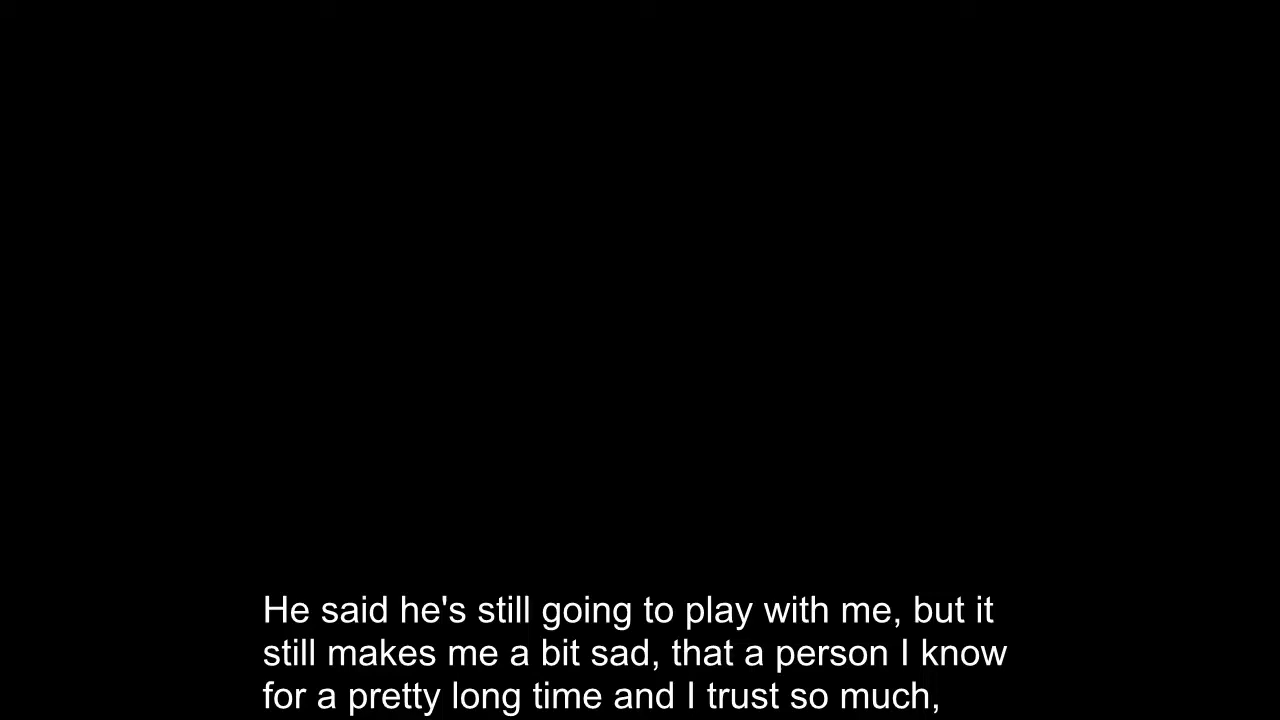 He said he's still going to play with me, but it
still makes me a bit sad, that a person I know
for a pretty long time and I trust so much,